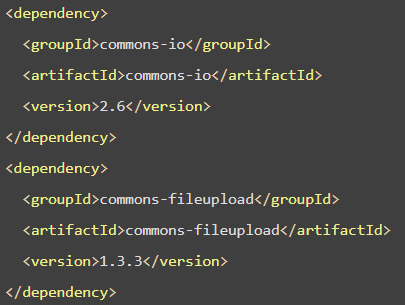 <dependency>
  <groupId>commons-io</groupId>
  <artifactId>commons-io</artifactId>
  <version>2.6</version>
</dependency>
<dependency>
  <groupId>commons-fileupload</groupId>
  <artifactId>commons-fileupload</artifactId>
  <version>1.3.3</version>